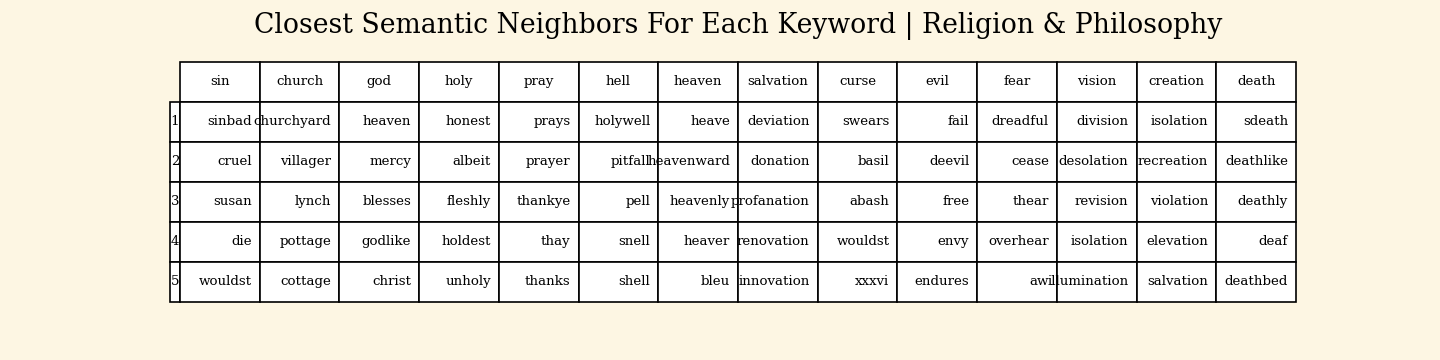 Closest Semantic Neighbors For Each Keyword | Religion & Philosophy
sin church god holy pray hell heaven salvation curse evil fear vision creation death
1 sinbad churchyard heaven honest prays holywell heave deviation swears fail dreadful division isolation sdeath
2 cruel villager mercy albeit prayer pitfall heavenward donation basil deevil cease desolation recreation deathlike
3 susan lynch blesses fleshly thankye pell heavenly profanation abash free thear revision violation deathly
4 die pottage godlike holdest thay snell heaver renovation wouldst envy overhear isolation elevation deaf
5 wouldst cottage christ unholy thanks shell bleu innovation xxxvi endures salvation deathbed